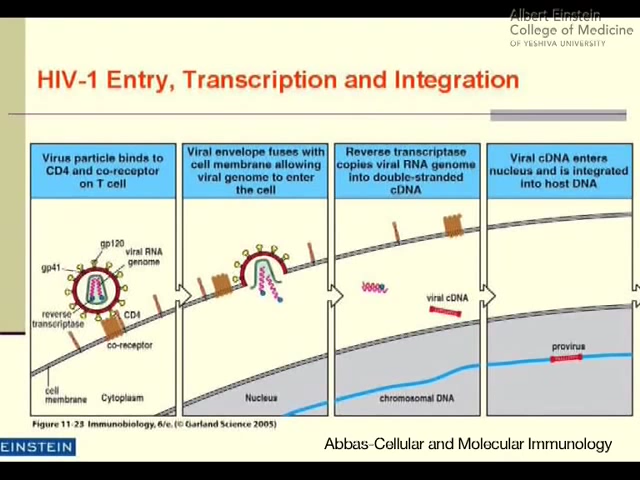 Albert Einstein
College of Medicine
OF YESHIVA UNIVERSITY
HIV-1 Entry, Transcription and Integration
Virus particle binds to
CD4 and co-receptor
on T cell
Viral envelope fuses with
cell membrane allowing
viral genome to enter
the cell
Reverse transcriptase
copies viral RNA genome
into double-stranded
cDNA
Viral cDNA enters
nucleus and is integrated
into host DNA
gp120
viral RNA
genome
gp41
reverse
transcriptase
CD4
co-receptor
cell
membrane
Cytoplasm
Nucleus
viral cDNA
chromosomal DNA
provirus
Figure 11-23 Immunobiology, 6/e. (© Garland Science 2005)
EINSTEIN
Abbas-Cellular and Molecular Immunology